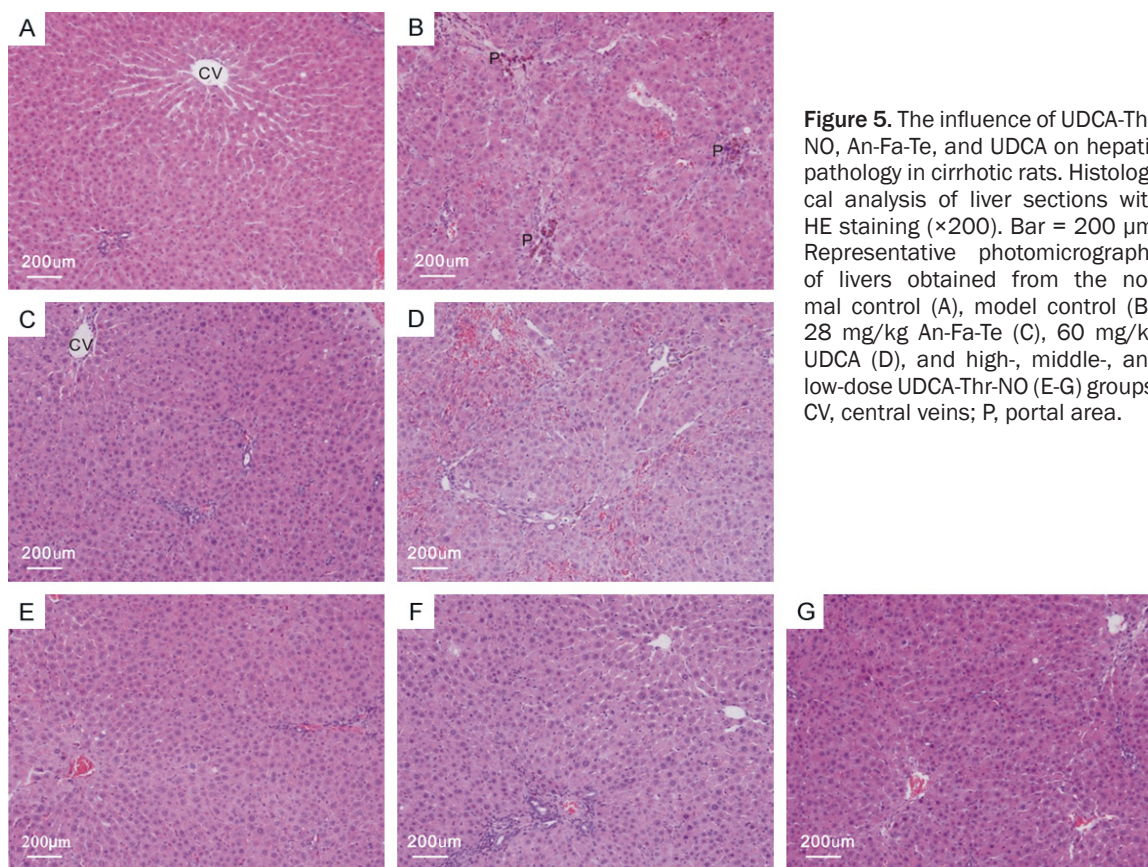 A
CV
200um
B
P
P
P
200um
Figure 5. The influence of UDCA-Thr
NO, An-Fa-Te, and UDCA on hepati
pathology in cirrhotic rats. Histolog
cal analysis of liver sections wit
HE staining (×200). Bar = 200 µm
Representative photomicrograph
of livers obtained from the no
mal control (A), model control (B
28 mg/kg An-Fa-Te (C), 60 mg/k
UDCA (D), and high-, middle-, an
low-dose UDCA-Thr-NO (E-G) groups
CV, central veins; P, portal area.
C
CV
200um
D
200um
E
200µm
F
200um
G
200um